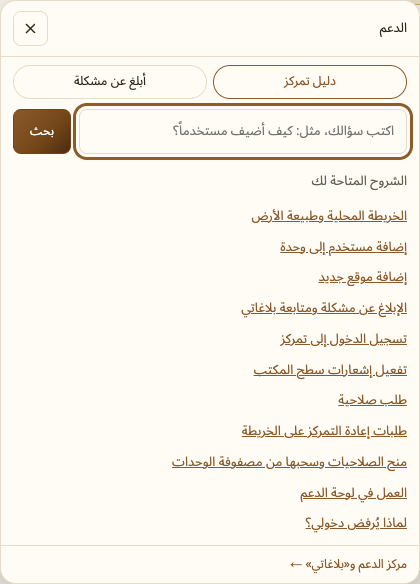 الدعم
دليل تمركز
أبلغ عن مشكلة
اكتب سؤالك، مثل: كيف أضيف مستخدماً؟
بحث
الشروح المتاحة لك
الخريطة المحلية وطبيعة الأرض
إضافة مستخدم إلى وحدة
إضافة موقع جديد
الإبلاغ عن مشكلة ومتابعة بلاغاتي
تسجيل الدخول إلى تمركز
تفعيل إشعارات سطح المكتب
طلب صلاحية
طلبات إعادة التمركز على الخريطة
منح الصلاحيات وسحبها من مصفوفة الوحدات
العمل في لوحة الدعم
لماذا يُرفض دخولي؟
مركز الدعم و«بلاغاتي» ←